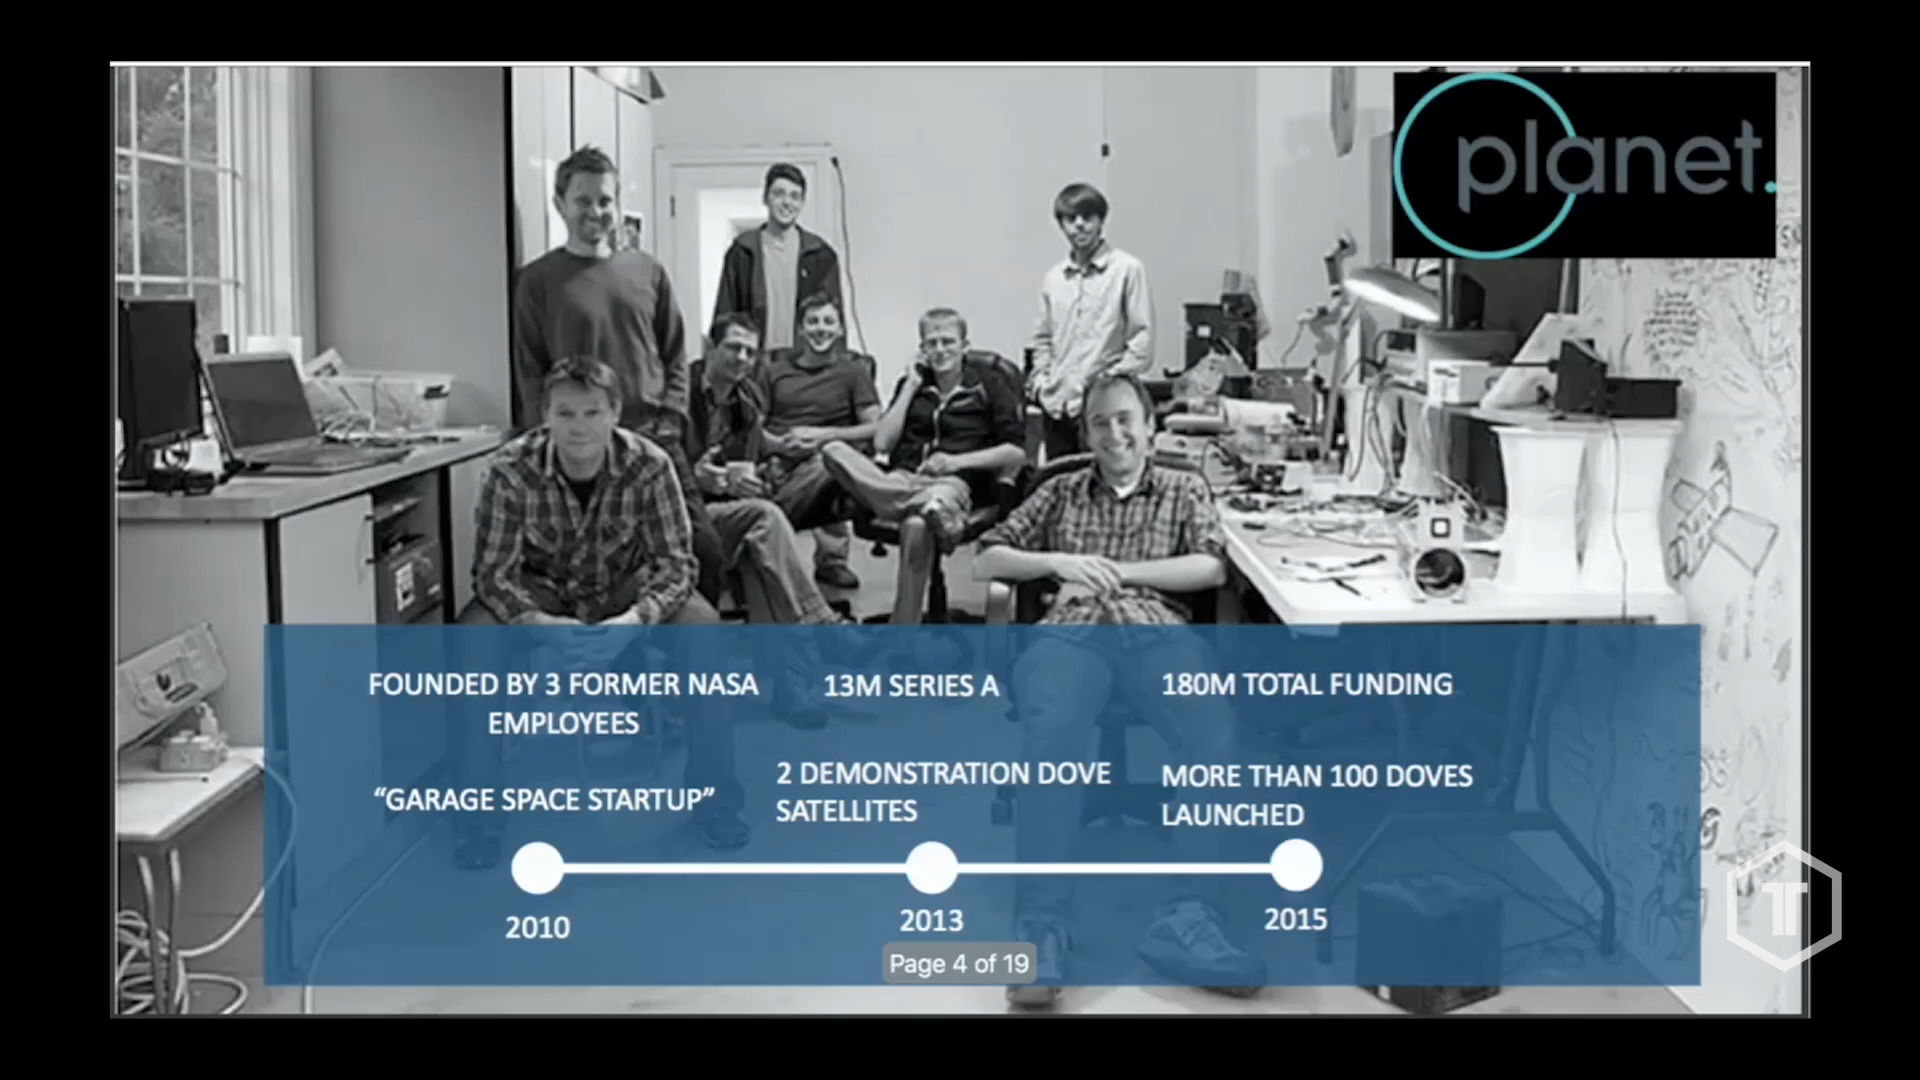 planet.
FOUNDED BY 3 FORMER NASA
EMPLOYEES
13M SERIES A
180M TOTAL FUNDING
“GARAGE SPACE STARTUP”
2 DEMONSTRATION DOVE
SATELLITES
MORE THAN 100 DOVES
LAUNCHED
2010
2013
2015
Page 4 of 19